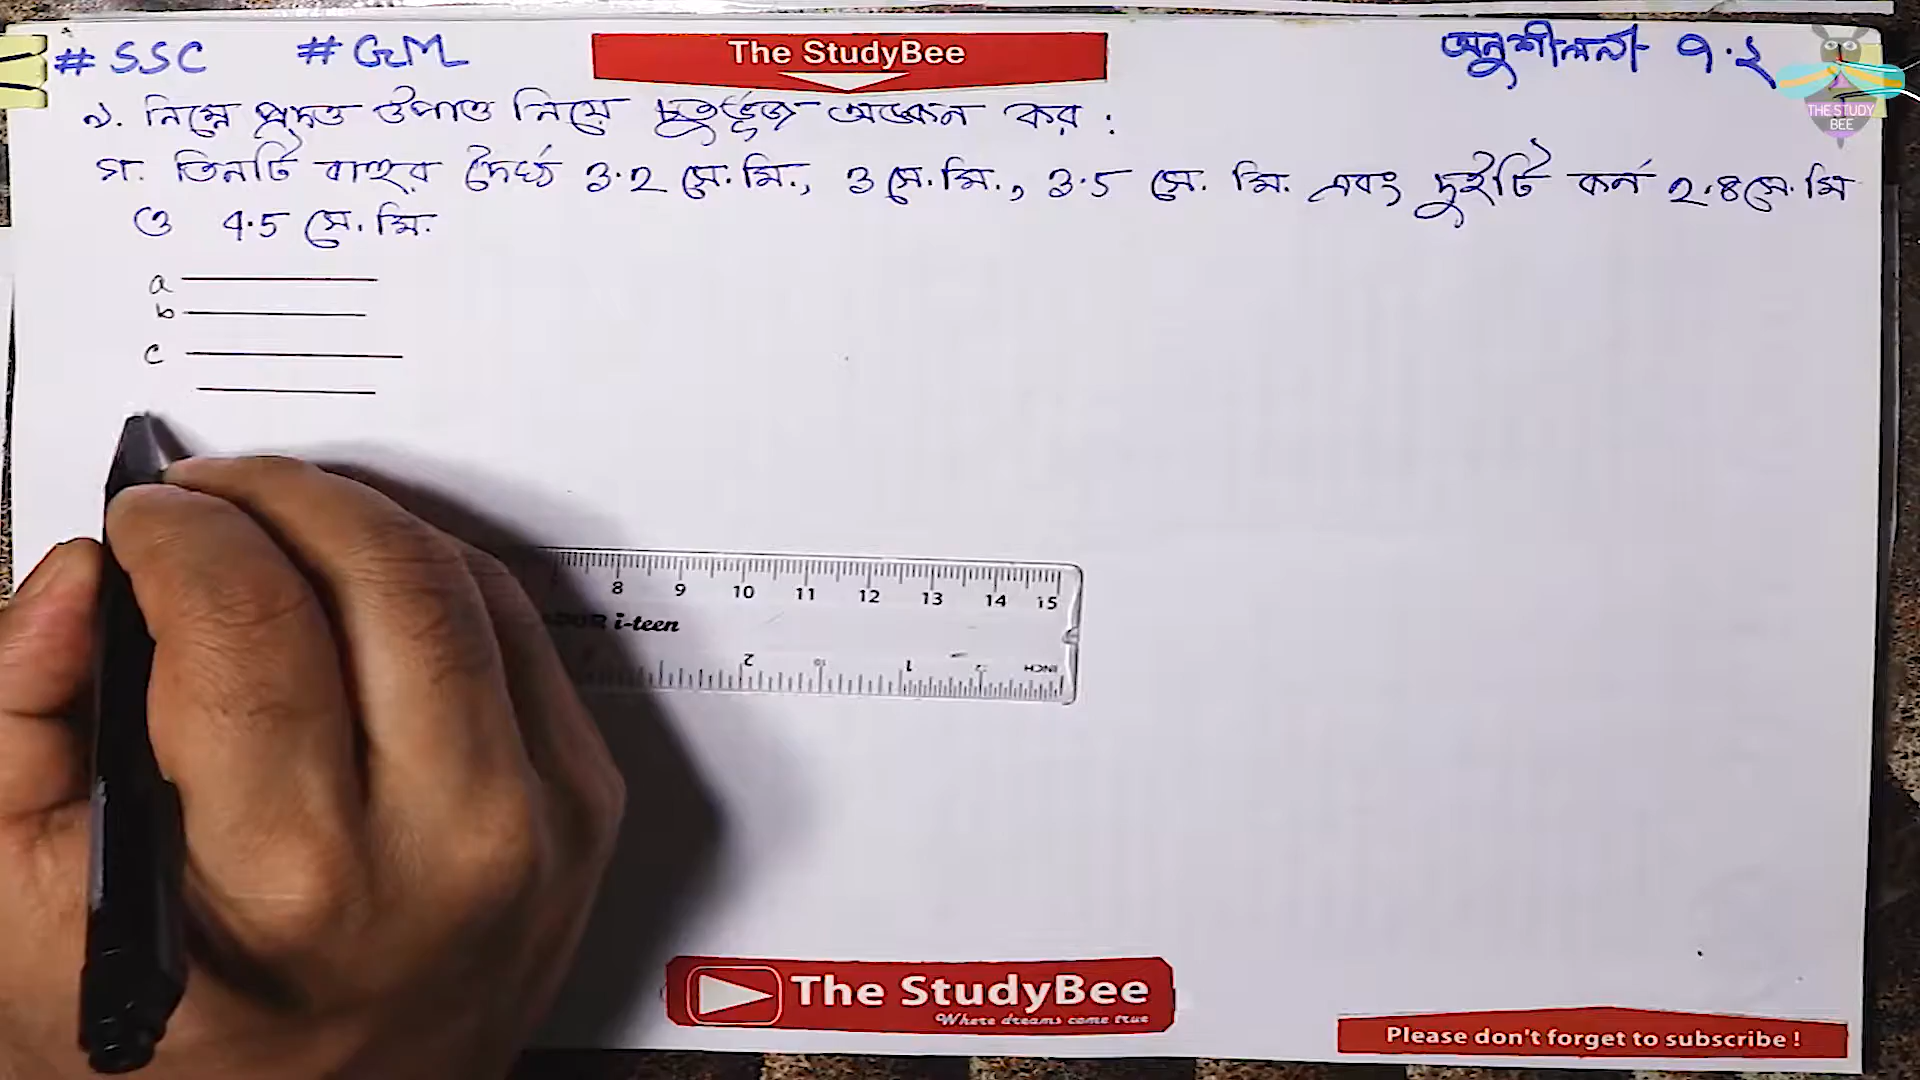 # SSC # GM
The StudyBee
অনুশীলনী ৭.২
THE STUDY
BEE
১. নিম্নে প্রদত্ত উপাত্ত নিয়ে চতুর্ভুজ অঙ্কন কর :
গ. তিনটি বাহুর দৈর্ঘ্য 3.2 সে.মি., 3 সে.মি., 3.5 সে. মি. এবং দুইটি কর্ন 2.8 সে.মি
ও 4.5 সে.মি.
a
b
c
8 9 10 11 12 13 14 15
i-teen
2 1 INCH
The StudyBee
Where dreams come true
Please don't forget to subscribe !